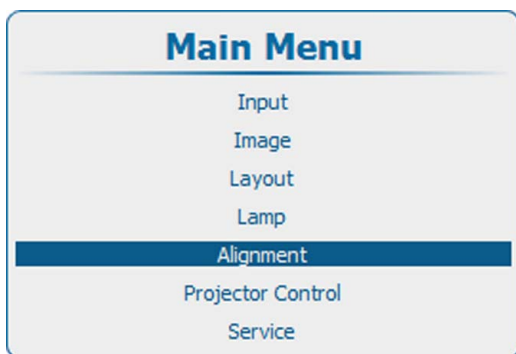 Main Menu
Input
Image
Layout
Lamp
Alignment
Projector Control
Service